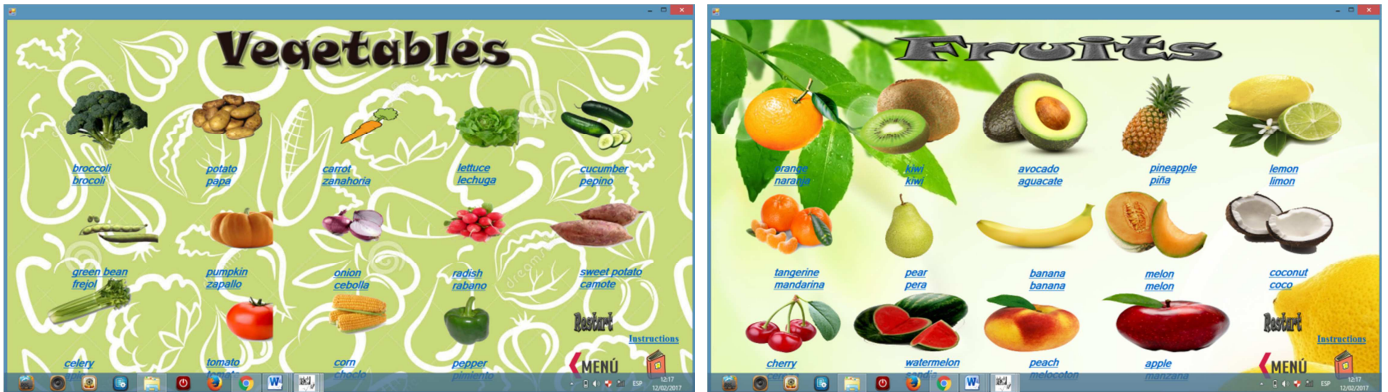 Vegetables
broccoli
brocoli
potato
papa
carrot
zanahoria
lettuce
lechuga
cucumber
pepino
green bean
frejol
pumpkin
zapallo
onion
cebolla
radish
rabano
sweet potato
camote
celery
tomato
corn
pepper
Restart
Instructions
MENÚ
ESP
12:17
12/02/2017
Fruits
orange
naranja
kiwi
kiwi
avocado
aguacate
pineapple
piña
lemon
limon
tangerine
mandarina
pear
pera
banana
banana
melon
melon
coconut
coco
cherry
watermelon
peach
melocoton
apple
manzana
Restart
Instructions
MENÚ
ESP
12:17
12/02/2017